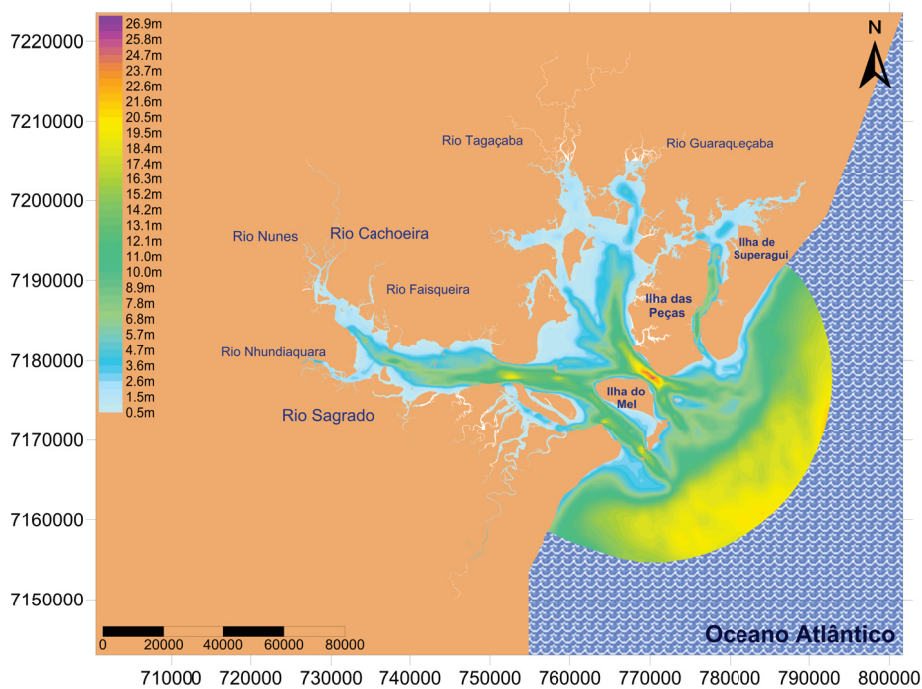 7220000
7210000
7200000
7190000
7180000
7170000
7160000
7150000
26.9m
25.8m
24.7m
23.7m
22.6m
21.6m
20.5m
19.5m
18.4m
17.4m
16.3m
15.2m
14.2m
13.1m
12.1m
11.0m
10.0m
8.9m
7.8m
6.8m
5.7m
4.7m
3.6m
2.6m
1.5m
0.5m
N
Rio Tagaçaba
Rio Guaraqueçaba
Rio Nunes
Rio Cachoeira
Ilha de
Superagui
Rio Faisqueira
Ilha das
Peças
Rio Nhundiaquara
Ilha do
Mel
Rio Sagrado
Oceano Atlântico
0
20000
40000
60000
80000
710000
720000
730000
740000
750000
760000
770000
780000
790000
800000